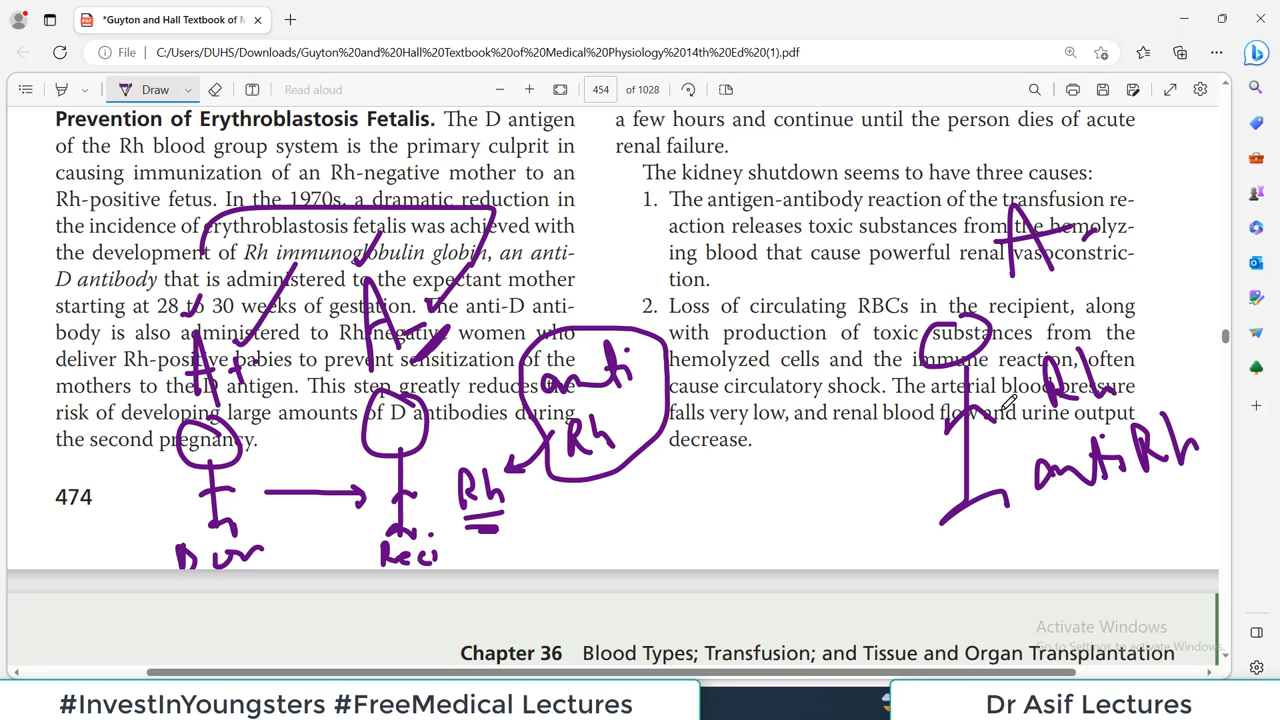 *Guyton and Hall Textbook of M
File
C:/Users/DUHS/Downloads/Guyton%20and%20Hall%20Textbook%20of%20Medical%20Physiology%2014th%20Ed%20(1).pdf
Draw
Read aloud
454 of 1028
Prevention of Erythroblastosis Fetalis. The D antigen
of the Rh blood group system is the primary culprit in
causing immunization of an Rh-negative mother to an
Rh-positive fetus. In the 1970s, a dramatic reduction in
the incidence of erythroblastosis fetalis was achieved with
the development of Rh immunoglobulin globin, an anti-
D antibody that is administered to the expectant mother
starting at 28 to 30 weeks of gestation. The anti-D anti-
body is also administered to Rh-negative women who
deliver Rh-positive babies to prevent sensitization of the
mothers to the D antigen. This step greatly reduces the
risk of developing large amounts of D antibodies during
the second pregnancy.
474
a few hours and continue until the person dies of acute
renal failure.
The kidney shutdown seems to have three causes:
1. The antigen-antibody reaction of the transfusion re-
action releases toxic substances from the hemolyz-
ing blood that cause powerful renal vasoconstric-
tion.
2. Loss of circulating RBCs in the recipient, along
with production of toxic substances from the
hemolyzed cells and the immune reaction, often
cause circulatory shock. The arterial blood pressure
falls very low, and renal blood flow and urine output
decrease.
A+
A-
anti
Rh
Rh
Reci
A-
Rh
anti Rh
Chapter 36 Blood Types; Transfusion; and Tissue and Organ Transplantation
Activate Windows
Go to Settings to activate Windows.
#InvestInYoungsters #FreeMedical Lectures
Dr Asif Lectures